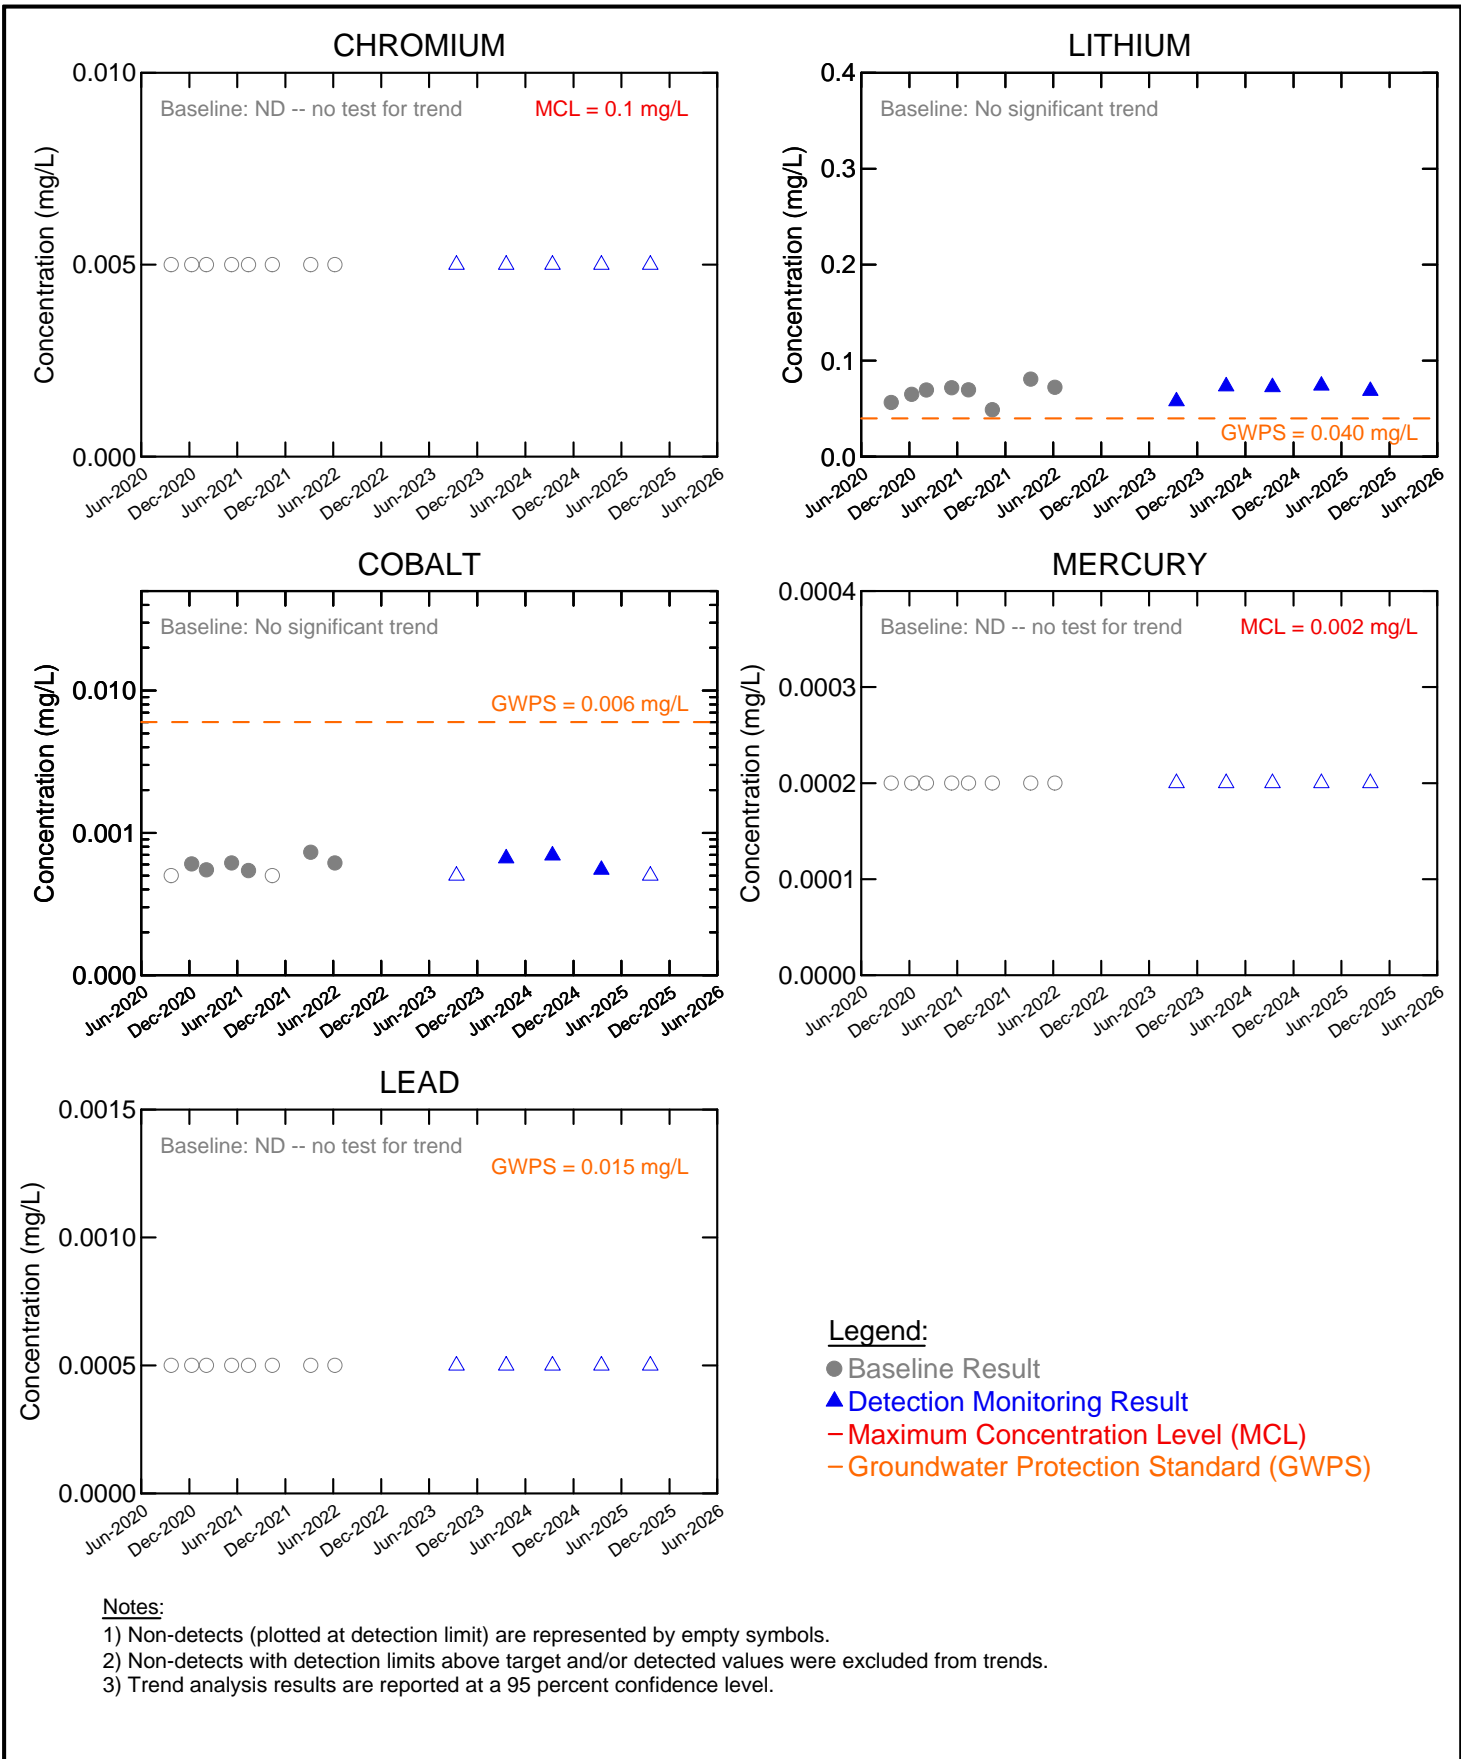 CHROMIUM
Concentration (mg/L)
0.010
0.005
0.000
Baseline: ND -- no test for trend
MCL = 0.1 mg/L
Jun-2020
Dec-2020
Jun-2021
Dec-2021
Jun-2022
Dec-2022
Jun-2023
Dec-2023
Jun-2024
Dec-2024
Jun-2025
Dec-2025
Jun-2026
LITHIUM
Concentration (mg/L)
0.4
0.3
0.2
0.1
0.0
Baseline: No significant trend
GWPS = 0.040 mg/L
Jun-2020
Dec-2020
Jun-2021
Dec-2021
Jun-2022
Dec-2022
Jun-2023
Dec-2023
Jun-2024
Dec-2024
Jun-2025
Dec-2025
Jun-2026
COBALT
Concentration (mg/L)
0.010
0.001
0.000
Baseline: No significant trend
GWPS = 0.006 mg/L
Jun-2020
Dec-2020
Jun-2021
Dec-2021
Jun-2022
Dec-2022
Jun-2023
Dec-2023
Jun-2024
Dec-2024
Jun-2025
Dec-2025
Jun-2026
MERCURY
Concentration (mg/L)
0.0004
0.0003
0.0002
0.0001
0.0000
Baseline: ND -- no test for trend
MCL = 0.002 mg/L
Jun-2020
Dec-2020
Jun-2021
Dec-2021
Jun-2022
Dec-2022
Jun-2023
Dec-2023
Jun-2024
Dec-2024
Jun-2025
Dec-2025
Jun-2026
LEAD
Concentration (mg/L)
0.0015
0.0010
0.0005
0.0000
Baseline: ND -- no test for trend
GWPS = 0.015 mg/L
Jun-2020
Dec-2020
Jun-2021
Dec-2021
Jun-2022
Dec-2022
Jun-2023
Dec-2023
Jun-2024
Dec-2024
Jun-2025
Dec-2025
Jun-2026
Legend:
Baseline Result
Detection Monitoring Result
Maximum Concentration Level (MCL)
Groundwater Protection Standard (GWPS)
Notes:
1) Non-detects (plotted at detection limit) are represented by empty symbols.
2) Non-detects with detection limits above target and/or detected values were excluded from trends.
3) Trend analysis results are reported at a 95 percent confidence level.